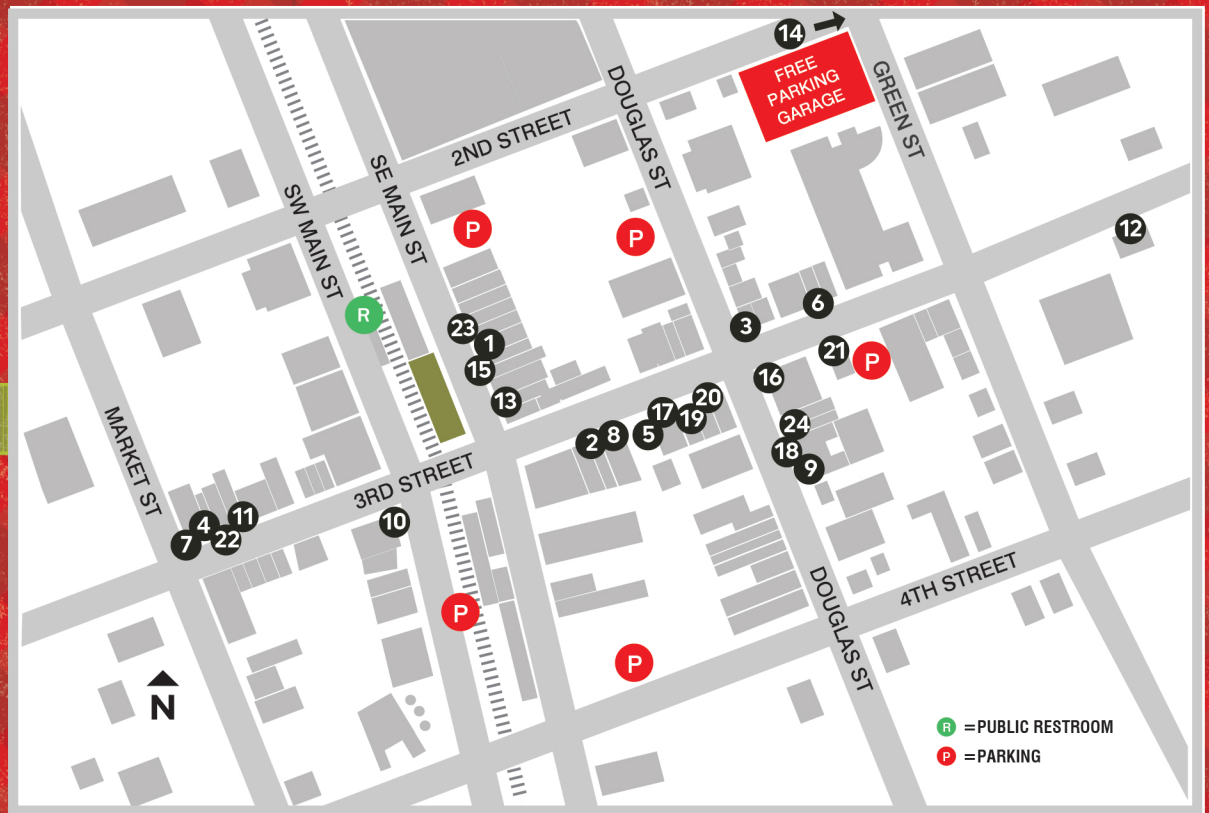 14
FREE
PARKING
GARAGE
DOUGLAS ST
GREEN ST
2ND STREET
SE MAIN ST
SW MAIN ST
P
P
12
R
23
1
15
13
3
6
21
P
16
20
17
19
5
8
2
24
18
9
MARKET ST
3RD STREET
11
4
22
7
10
P
P
4TH STREET
DOUGLAS ST
N
R =PUBLIC RESTROOM
P =PARKING